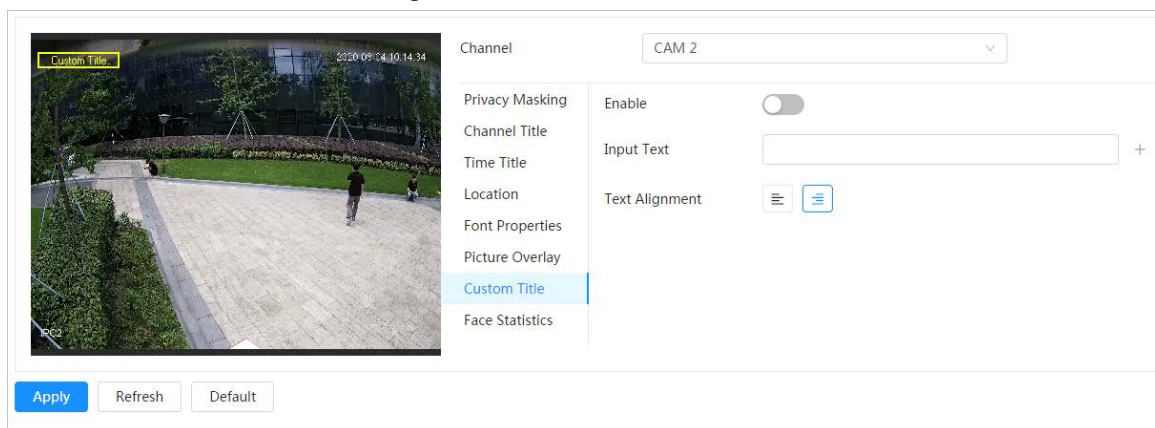 Custom Title
2020-09-04 10:14:34
IPC2
Channel
CAM 2
Privacy Masking
Channel Title
Time Title
Location
Font Properties
Picture Overlay
Custom Title
Face Statistics
Enable
Input Text
+
Text Alignment
Apply
Refresh
Default